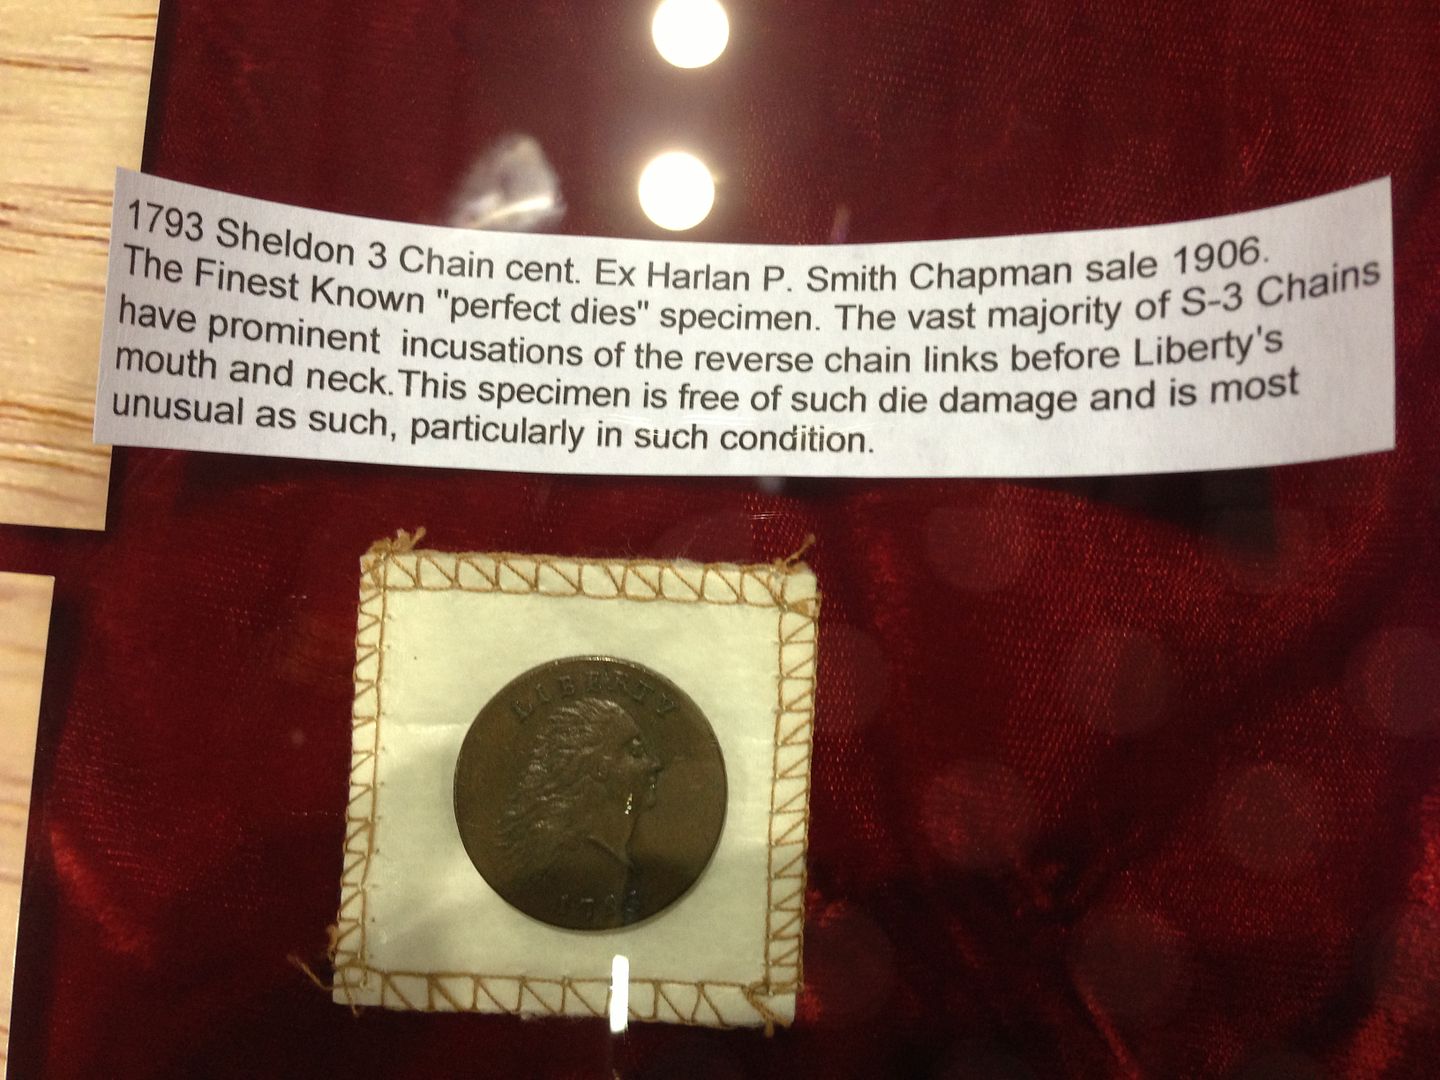 1793 Sheldon 3 Chain cent. Ex Harlan P. Smith Chapman sale 1906.
The Finest Known "perfect dies" specimen. The vast majority of S-3 Chains
have prominent incusations of the reverse chain links before Liberty's
mouth and neck.This specimen is free of such die damage and is most
unusual as such, particularly in such condition.
LIBERTY
1793